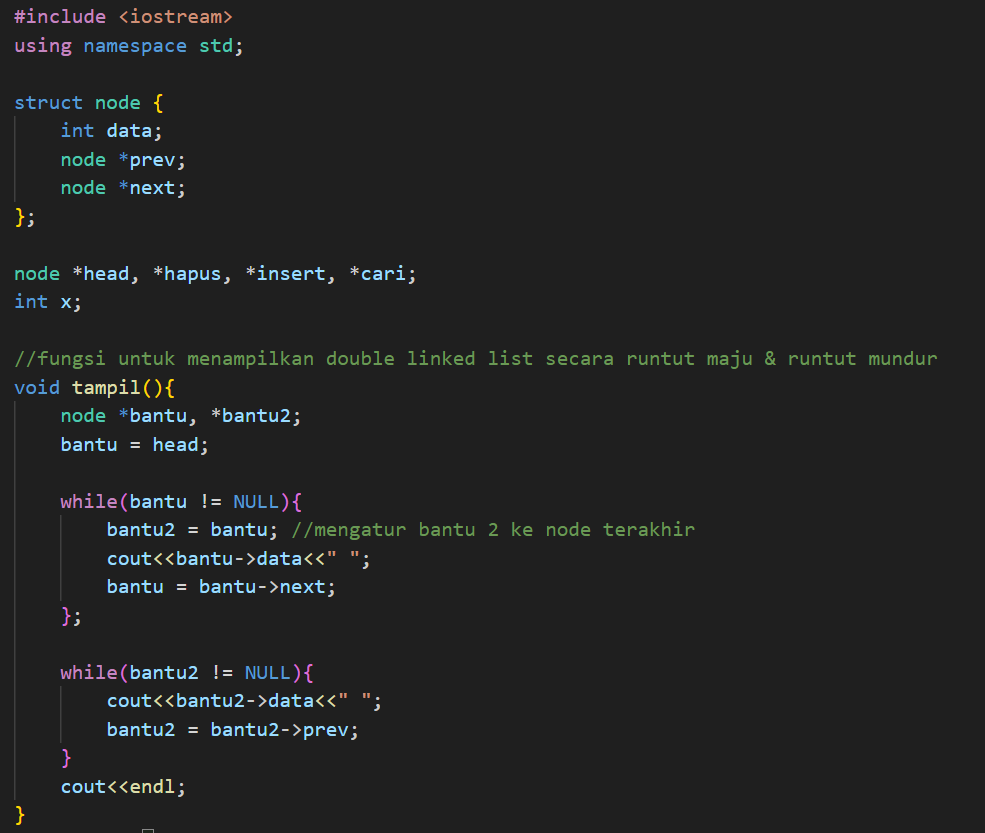 #include <iostream>
using namespace std;
struct node {
int data;
node *prev;
node *next;
};
node *head, *hapus, *insert, *cari;
int x;
//fungsi untuk menampilkan double linked list secara runtut maju & runtut mundur
void tampil(){
node *bantu, *bantu2;
bantu = head;
while(bantu != NULL){
bantu2 = bantu; //mengatur bantu 2 ke node terakhir
cout<<bantu->data<<" ";
bantu = bantu->next;
};
while(bantu2 != NULL){
cout<<bantu2->data<<" ";
bantu2 = bantu2->prev;
}
cout<<endl;
}